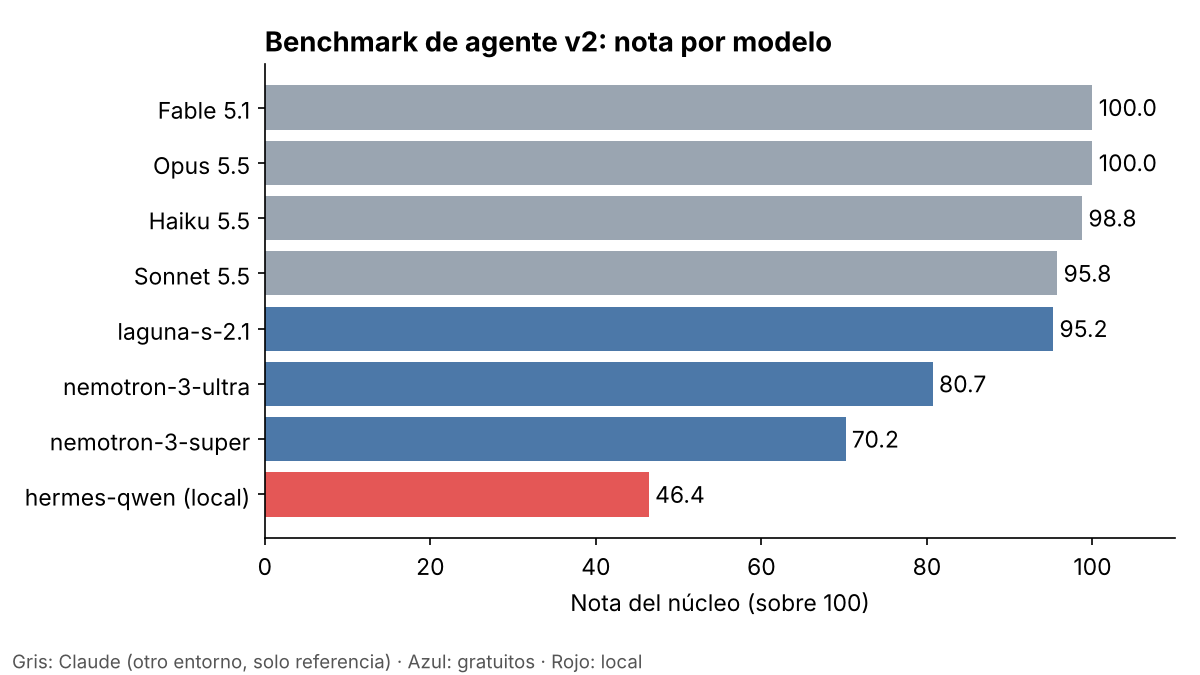 Benchmark de agente v2: nota por modelo
Fable 5.1
100.0
Opus 5.5
100.0
Haiku 5.5
98.8
Sonnet 5.5
95.8
laguna-s-2.1
95.2
nemotron-3-ultra
80.7
nemotron-3-super
70.2
hermes-qwen (local)
46.4
0 20 40 60 80 100
Nota del núcleo (sobre 100)
Gris: Claude (otro entorno, solo referencia) · Azul: gratuitos · Rojo: local